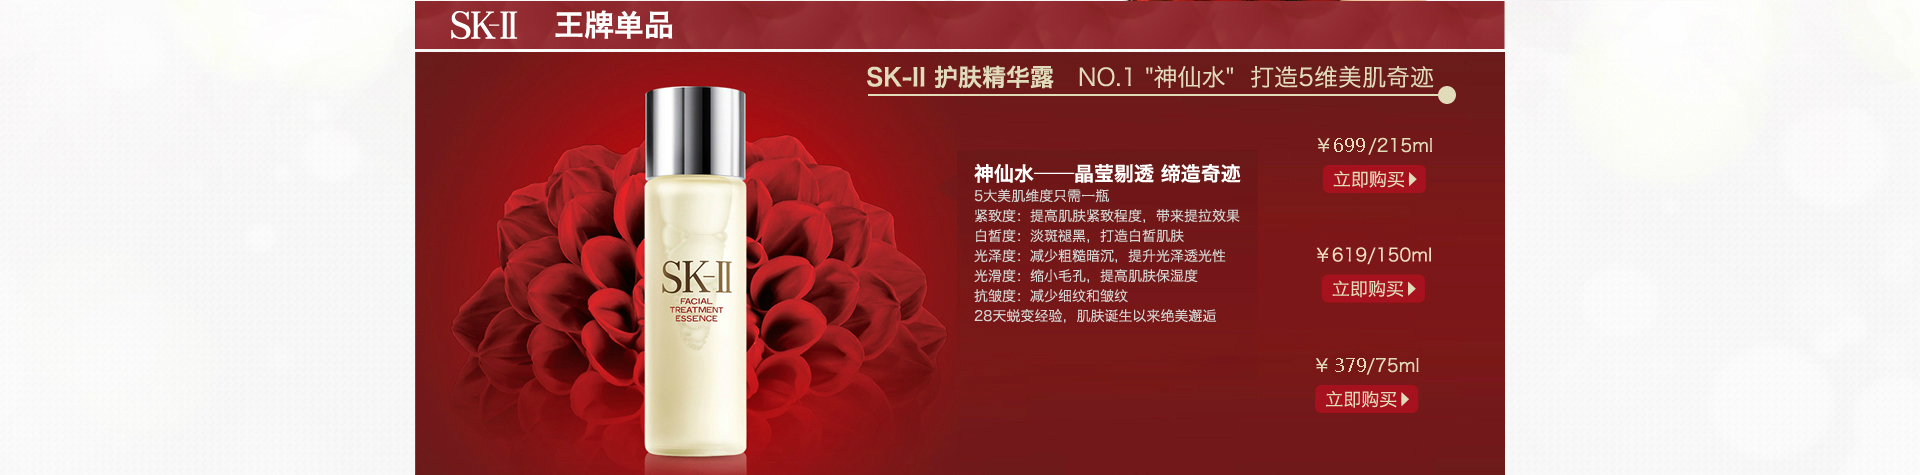 SK-II 王牌单品
SK-II 护肤精华露 NO.1 "神仙水" 打造5维美肌奇迹
神仙水——晶莹剔透 缔造奇迹
5大美肌维度只需一瓶
紧致度：提高肌肤紧致程度，带来提拉效果
白皙度：淡斑褪黑，打造白皙肌肤
光泽度：减少粗糙暗沉，提升光泽透光性
光滑度：缩小毛孔，提高肌肤保湿度
抗皱度：减少细纹和皱纹
28天蜕变经验，肌肤诞生以来绝美邂逅
￥699/215ml
立即购买
￥619/150ml
立即购买
￥379/75ml
立即购买
SK-II
FACIAL
TREATMENT
ESSENCE